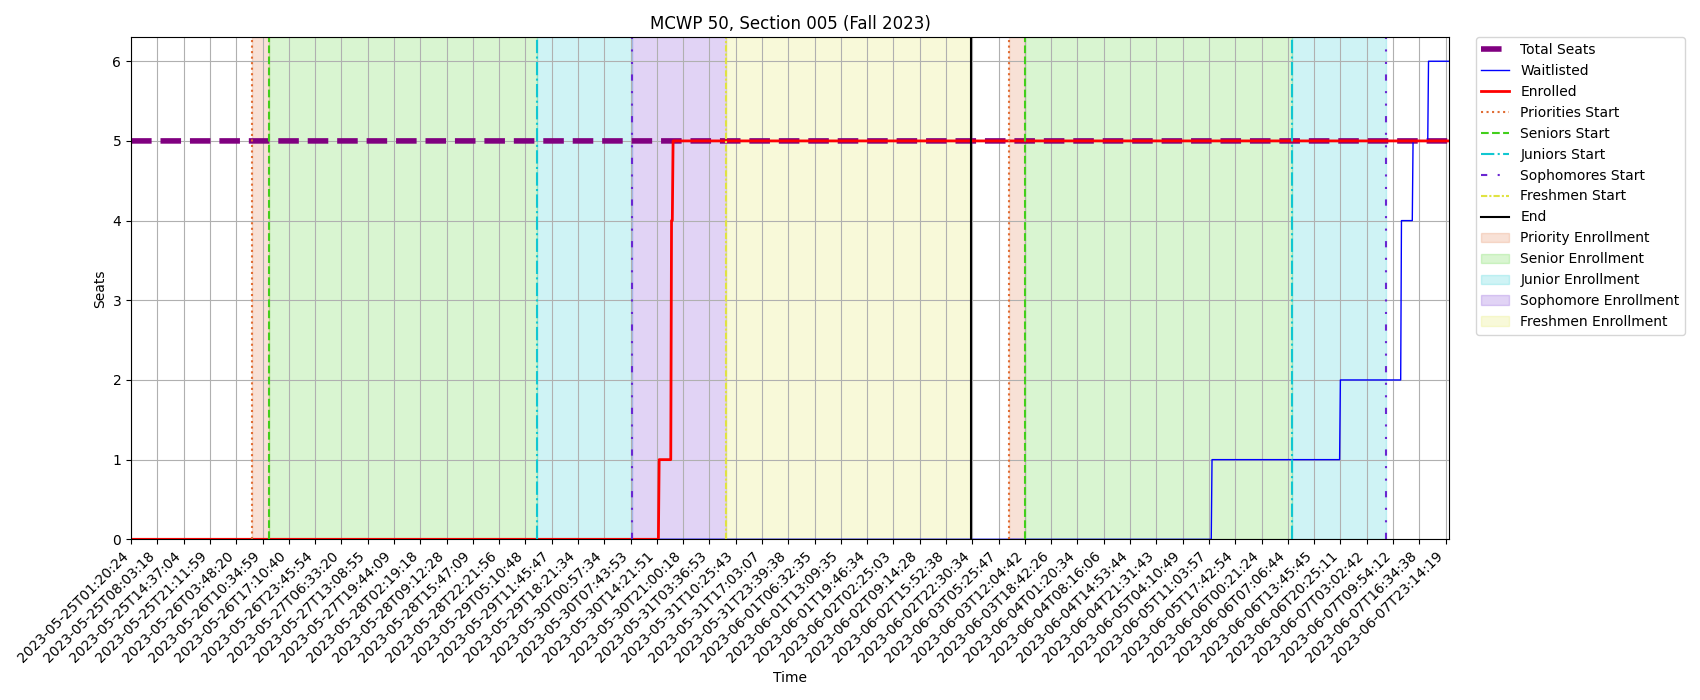 MCWP 50, Section 005 (Fall 2023)
Seats
6
5
4
3
2
1
0
2023-05-25T01:20:24
2023-05-25T08:03:18
2023-05-25T14:37:04
2023-05-25T21:11:59
2023-05-26T03:48:20
2023-05-26T10:34:59
2023-05-26T17:10:40
2023-05-26T23:45:54
2023-05-27T06:33:20
2023-05-27T13:08:55
2023-05-27T19:44:09
2023-05-28T02:19:18
2023-05-28T09:12:28
2023-05-28T15:47:09
2023-05-28T22:21:56
2023-05-29T05:10:48
2023-05-29T11:45:47
2023-05-29T18:21:34
2023-05-30T00:57:34
2023-05-30T07:43:53
2023-05-30T14:21:51
2023-05-30T21:00:18
2023-05-31T03:36:53
2023-05-31T10:25:43
2023-05-31T17:03:07
2023-05-31T23:39:38
2023-06-01T06:32:35
2023-06-01T13:09:35
2023-06-01T19:46:34
2023-06-02T02:25:03
2023-06-02T09:14:28
2023-06-02T15:52:38
2023-06-02T22:30:34
2023-06-03T05:25:47
2023-06-03T12:04:42
2023-06-03T18:42:26
2023-06-04T01:20:34
2023-06-04T08:16:06
2023-06-04T14:53:44
2023-06-04T21:31:43
2023-06-05T04:10:49
2023-06-05T11:03:57
2023-06-05T17:42:54
2023-06-06T00:21:24
2023-06-06T07:06:44
2023-06-06T13:45:45
2023-06-06T20:25:11
2023-06-07T03:02:42
2023-06-07T09:54:12
2023-06-07T16:34:38
2023-06-07T23:14:19
Time
Total Seats
Waitlisted
Enrolled
Priorities Start
Seniors Start
Juniors Start
Sophomores Start
Freshmen Start
End
Priority Enrollment
Senior Enrollment
Junior Enrollment
Sophomore Enrollment
Freshmen Enrollment